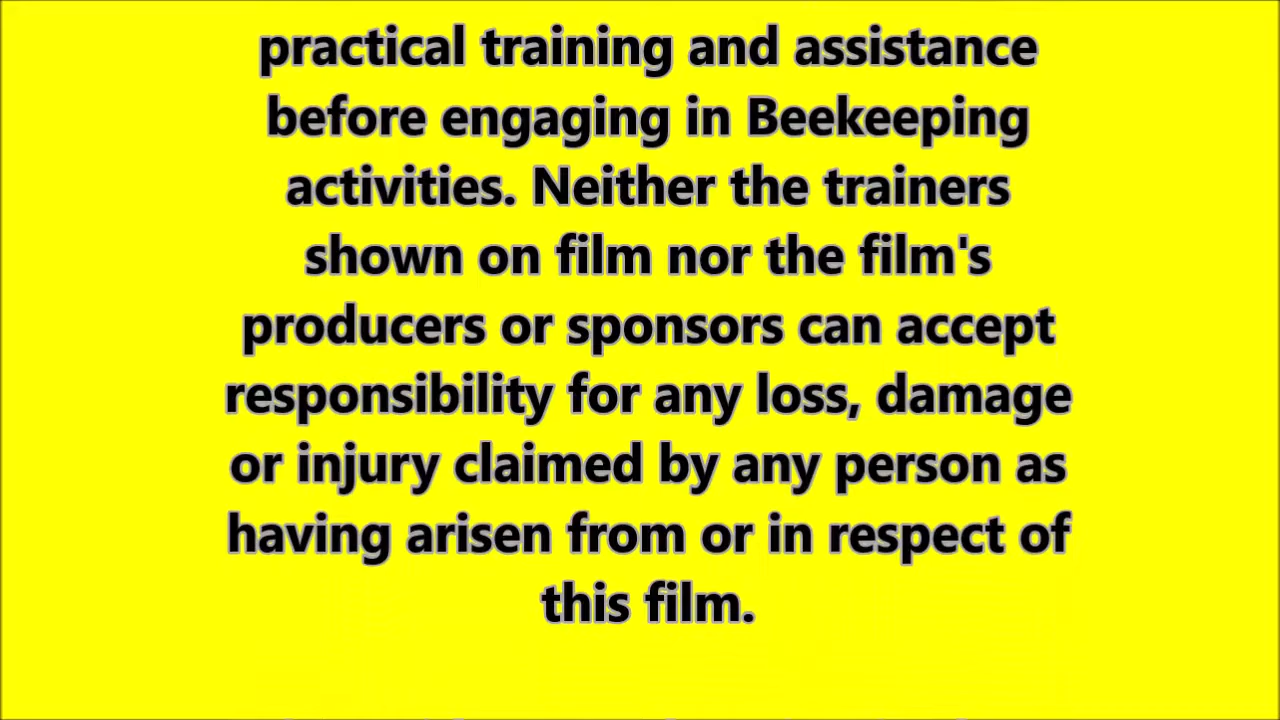 practical training and assistance
before engaging in Beekeeping
activities. Neither the trainers
shown on film nor the film's
producers or sponsors can accept
responsibility for any loss, damage
or injury claimed by any person as
having arisen from or in respect of
this film.